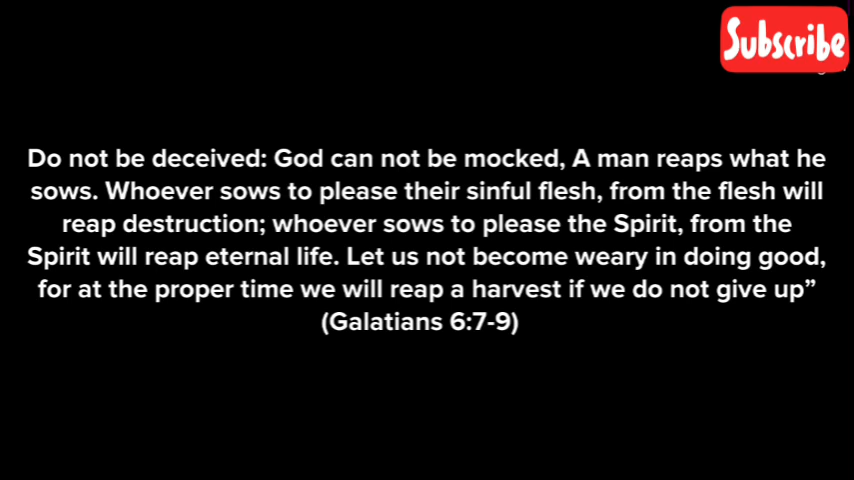 Subscribe
Do not be deceived: God can not be mocked, A man reaps what he
sows. Whoever sows to please their sinful flesh, from the flesh will
reap destruction; whoever sows to please the Spirit, from the
Spirit will reap eternal life. Let us not become weary in doing good,
for at the proper time we will reap a harvest if we do not give up”
(Galatians 6:7-9)